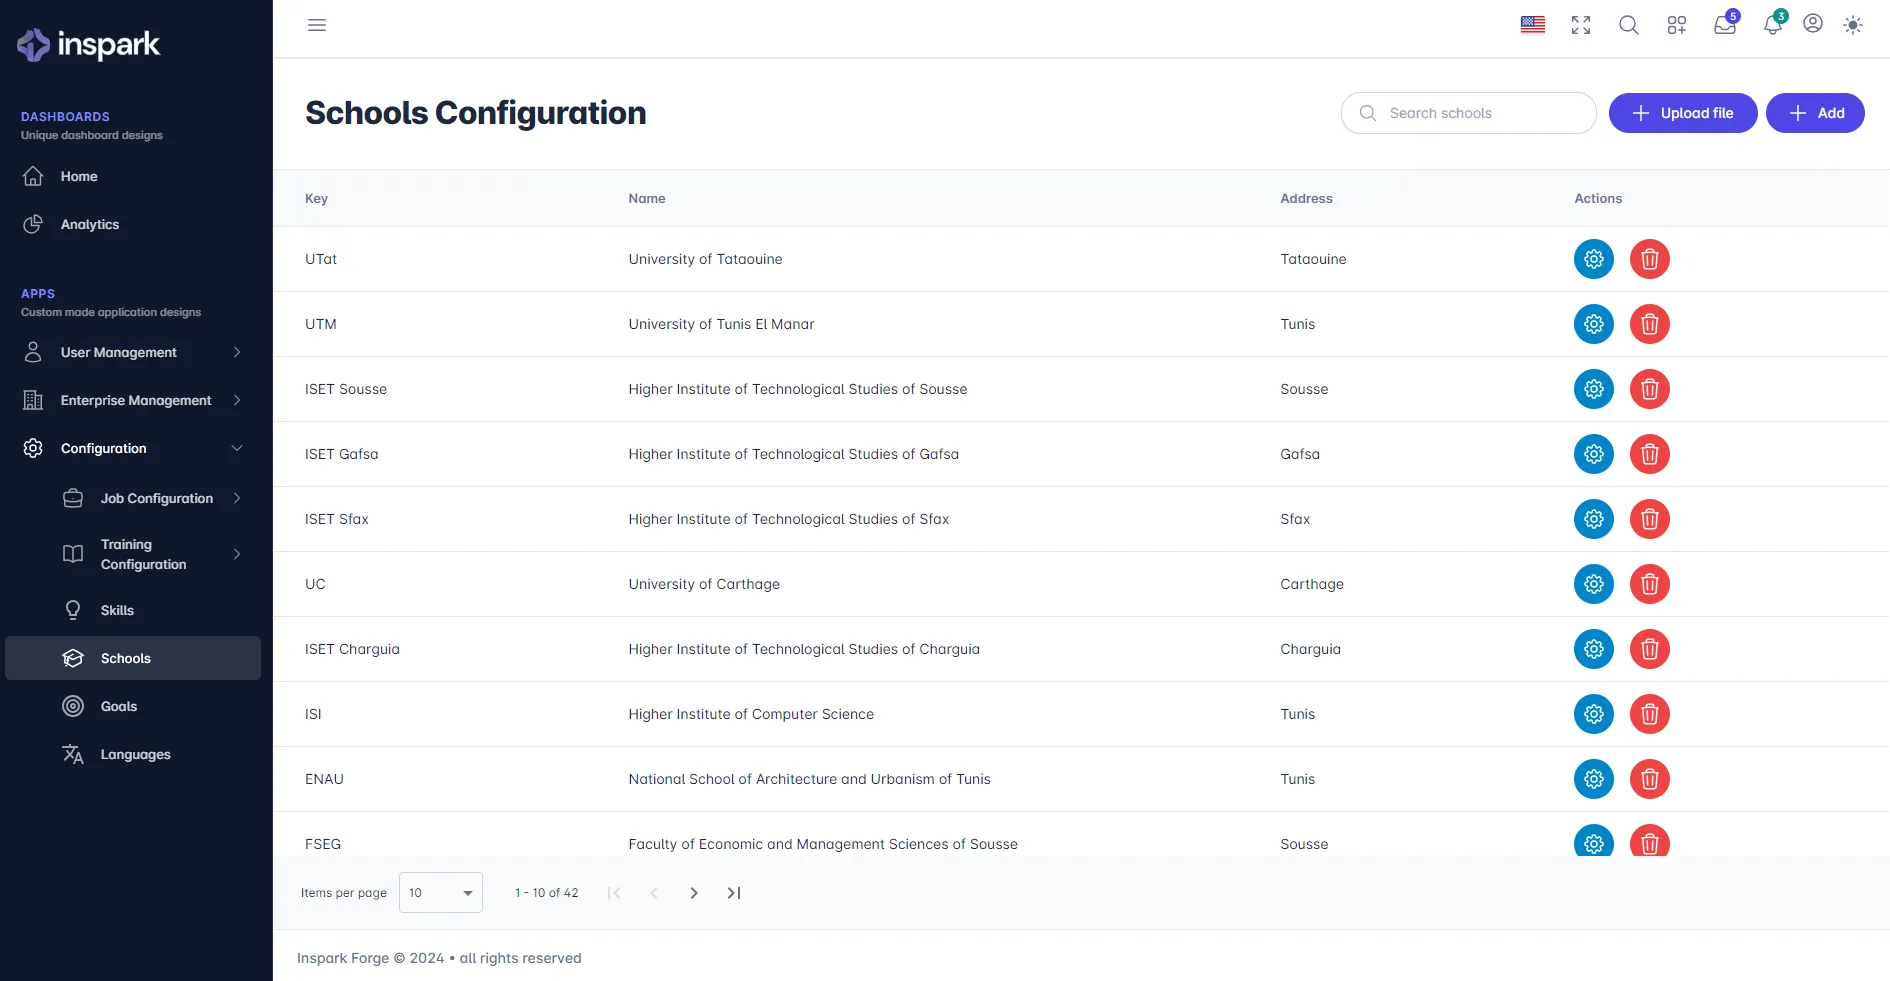 inspark
5
3
DASHBOARDS
Unique dashboard designs
Home
Analytics
APPS
Custom made application designs
User Management
Enterprise Management
Configuration
Job Configuration
Training
Configuration
Skills
Schools
Goals
Languages
Schools Configuration
Search schools
Upload file
Add
Key Name Address Actions
UTat University of Tataouine Tataouine
UTM University of Tunis El Manar Tunis
ISET Sousse Higher Institute of Technological Studies of Sousse Sousse
ISET Gafsa Higher Institute of Technological Studies of Gafsa Gafsa
ISET Sfax Higher Institute of Technological Studies of Sfax Sfax
UC University of Carthage Carthage
ISET Charguia Higher Institute of Technological Studies of Charguia Charguia
ISI Higher Institute of Computer Science Tunis
ENAU National School of Architecture and Urbanism of Tunis Tunis
FSEG Faculty of Economic and Management Sciences of Sousse Sousse
Items per page 10 1 - 10 of 42
Inspark Forge © 2024 • all rights reserved